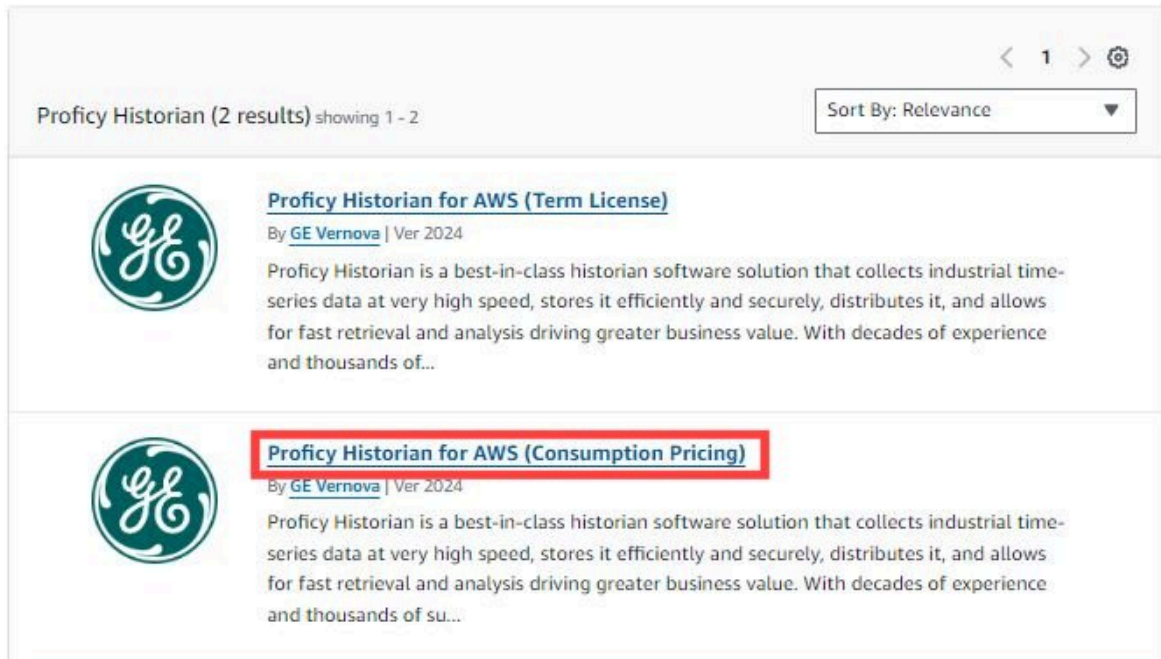 1
Proficy Historian (2 results) showing 1 - 2
Sort By: Relevance
GE
Proficy Historian for AWS (Term License)
By GE Vernova | Ver 2024
Proficy Historian is a best-in-class historian software solution that collects industrial time-
series data at very high speed, stores it efficiently and securely, distributes it, and allows
for fast retrieval and analysis driving greater business value. With decades of experience
and thousands of...
GE
Proficy Historian for AWS (Consumption Pricing)
By GE Vernova | Ver 2024
Proficy Historian is a best-in-class historian software solution that collects industrial time-
series data at very high speed, stores it efficiently and securely, distributes it, and allows
for fast retrieval and analysis driving greater business value. With decades of experience
and thousands of su...